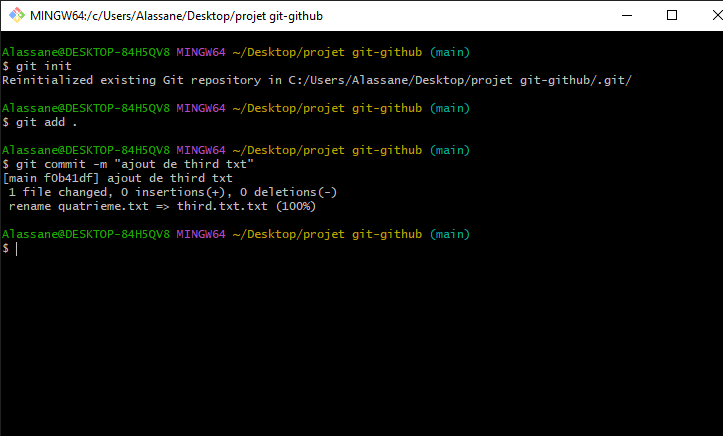 MINGW64:/c/Users/Alassane/Desktop/projet git-github
Alassane@DESKTOP-84H5QV8 MINGW64 ~/Desktop/projet git-github (main)
$ git init
Reinitialized existing Git repository in C:/Users/Alassane/Desktop/projet git-github/.git/
Alassane@DESKTOP-84H5QV8 MINGW64 ~/Desktop/projet git-github (main)
$ git add .
Alassane@DESKTOP-84H5QV8 MINGW64 ~/Desktop/projet git-github (main)
$ git commit -m "ajout de third txt"
[main f0b41df] ajout de third txt
 1 file changed, 0 insertions(+), 0 deletions(-)
 rename quatrieme.txt => third.txt.txt (100%)
Alassane@DESKTOP-84H5QV8 MINGW64 ~/Desktop/projet git-github (main)
$